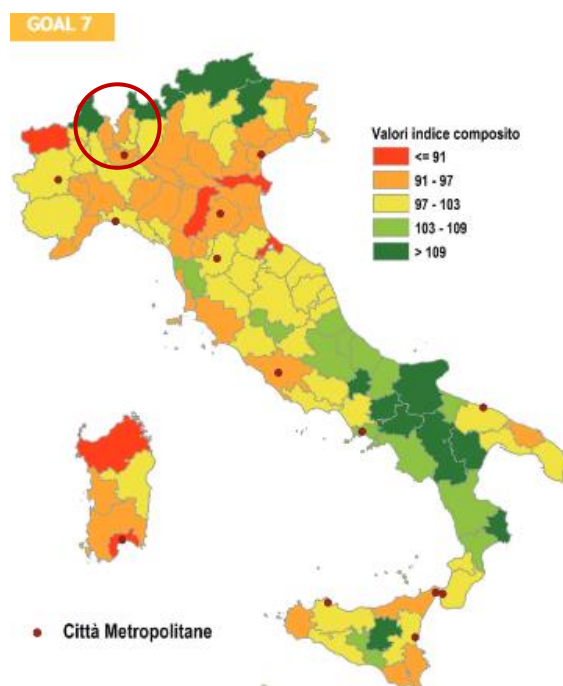 GOAL 7
Valori indice composito
<= 91
91 - 97
97 - 103
103 - 109
> 109
Città Metropolitane